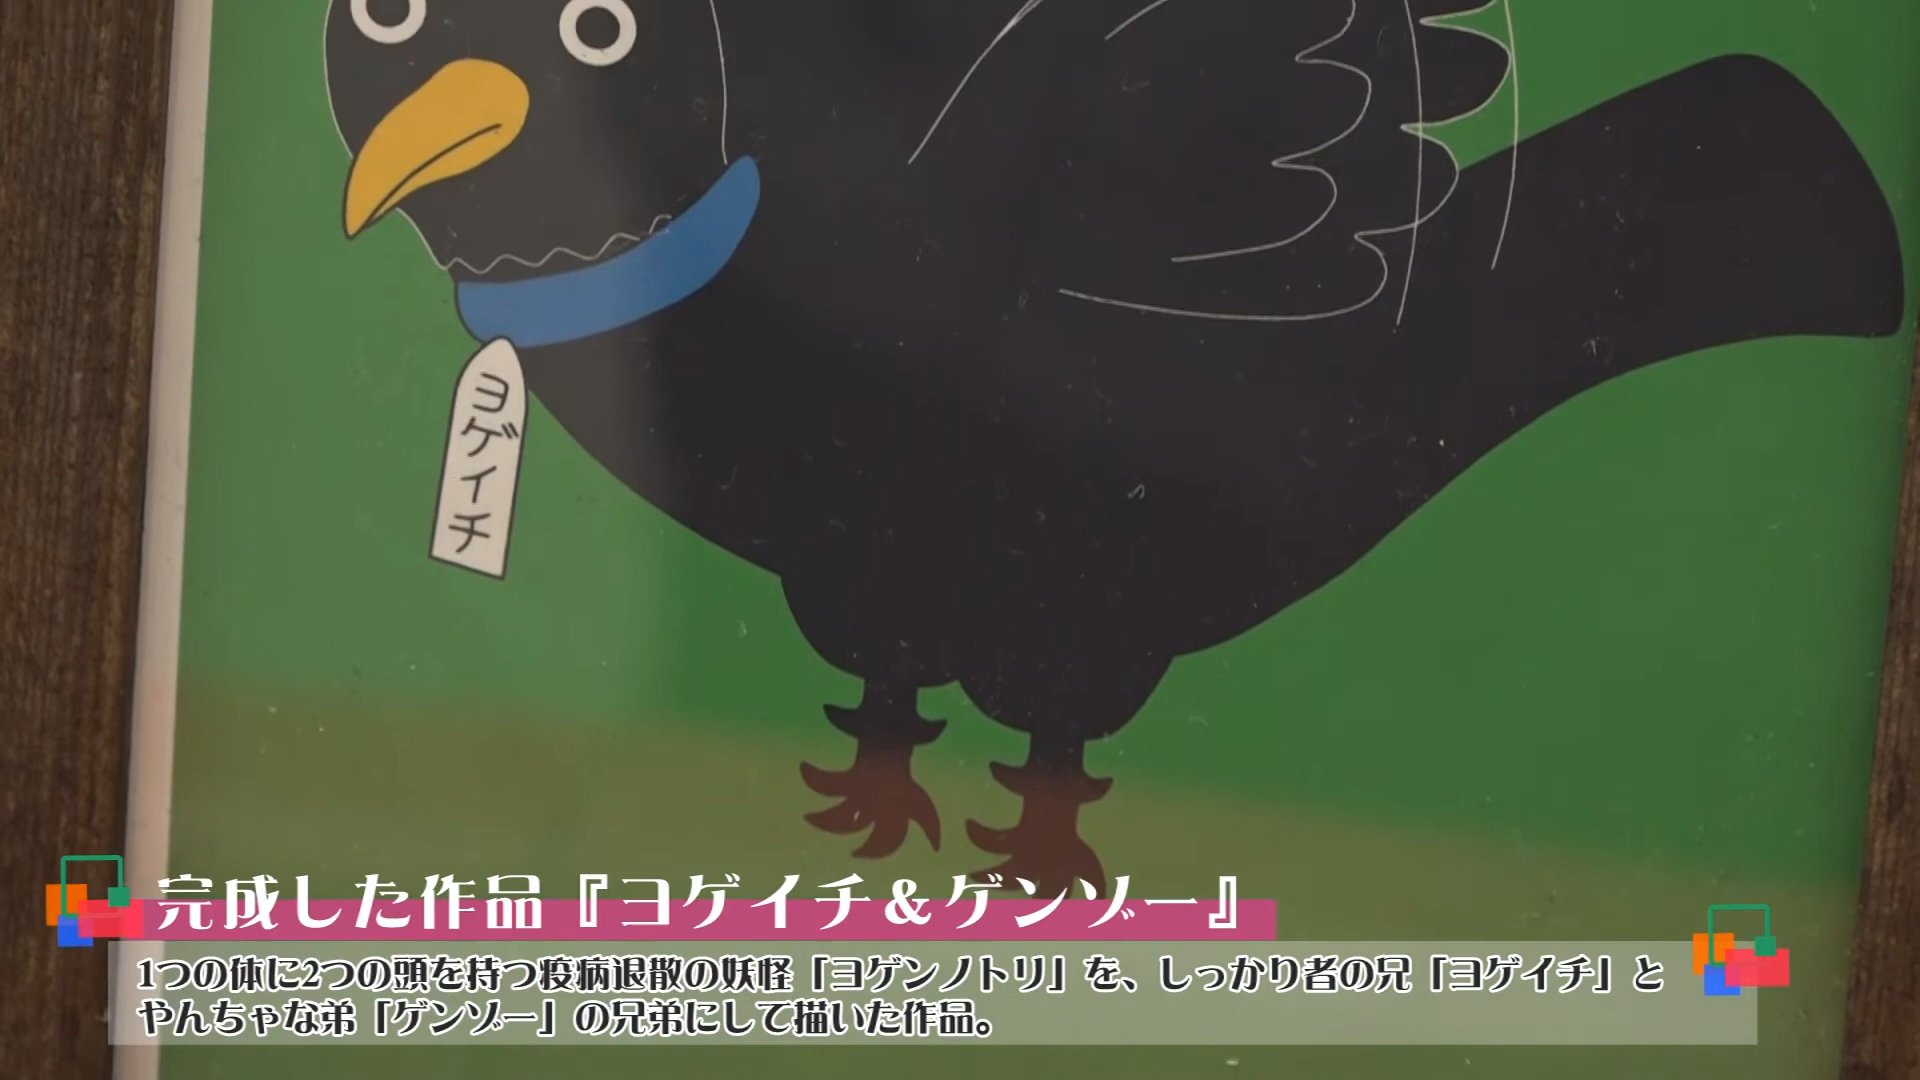 ヨゲイチ
完成した作品『ヨゲイチ＆ゲンゾー』
1つの体に2つの頭を持つ疫病退散の妖怪「ヨゲンノトリ」を、しっかり者の兄「ヨゲイチ」と
やんちゃな弟「ゲンゾー」の兄弟にして描いた作品。